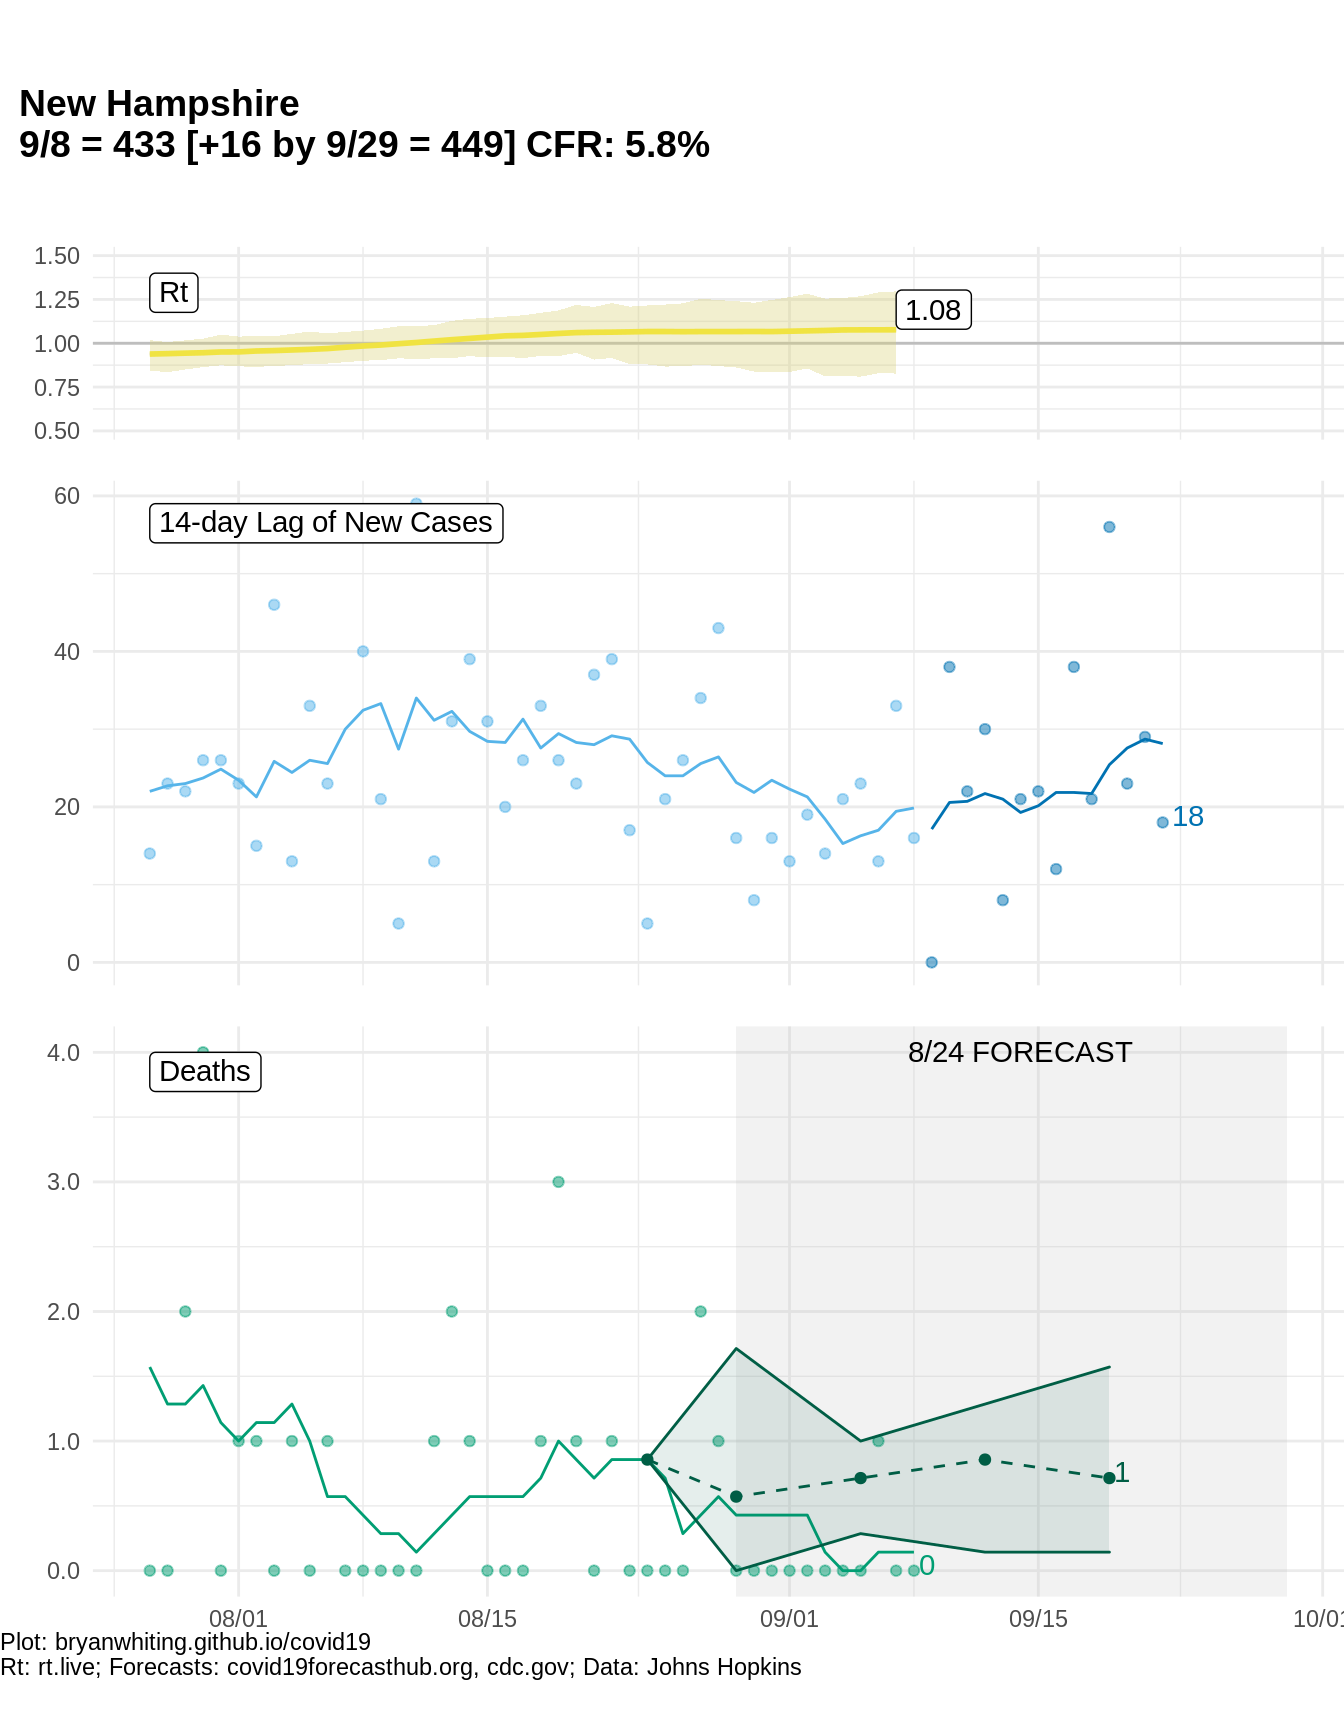 New Hampshire
9/8 = 433 [+16 by 9/29 = 449] CFR: 5.8%
1.50
1.25
1.00
0.75
0.50
Rt
1.08
60
40
20
0
14-day Lag of New Cases
18
4.0
3.0
2.0
1.0
0.0
Deaths
8/24 FORECAST
1
0
08/01
08/15
09/01
09/15
10/01
Plot: bryanwhiting.github.io/covid19
Rt: rt.live; Forecasts: covid19forecasthub.org, cdc.gov; Data: Johns Hopkins